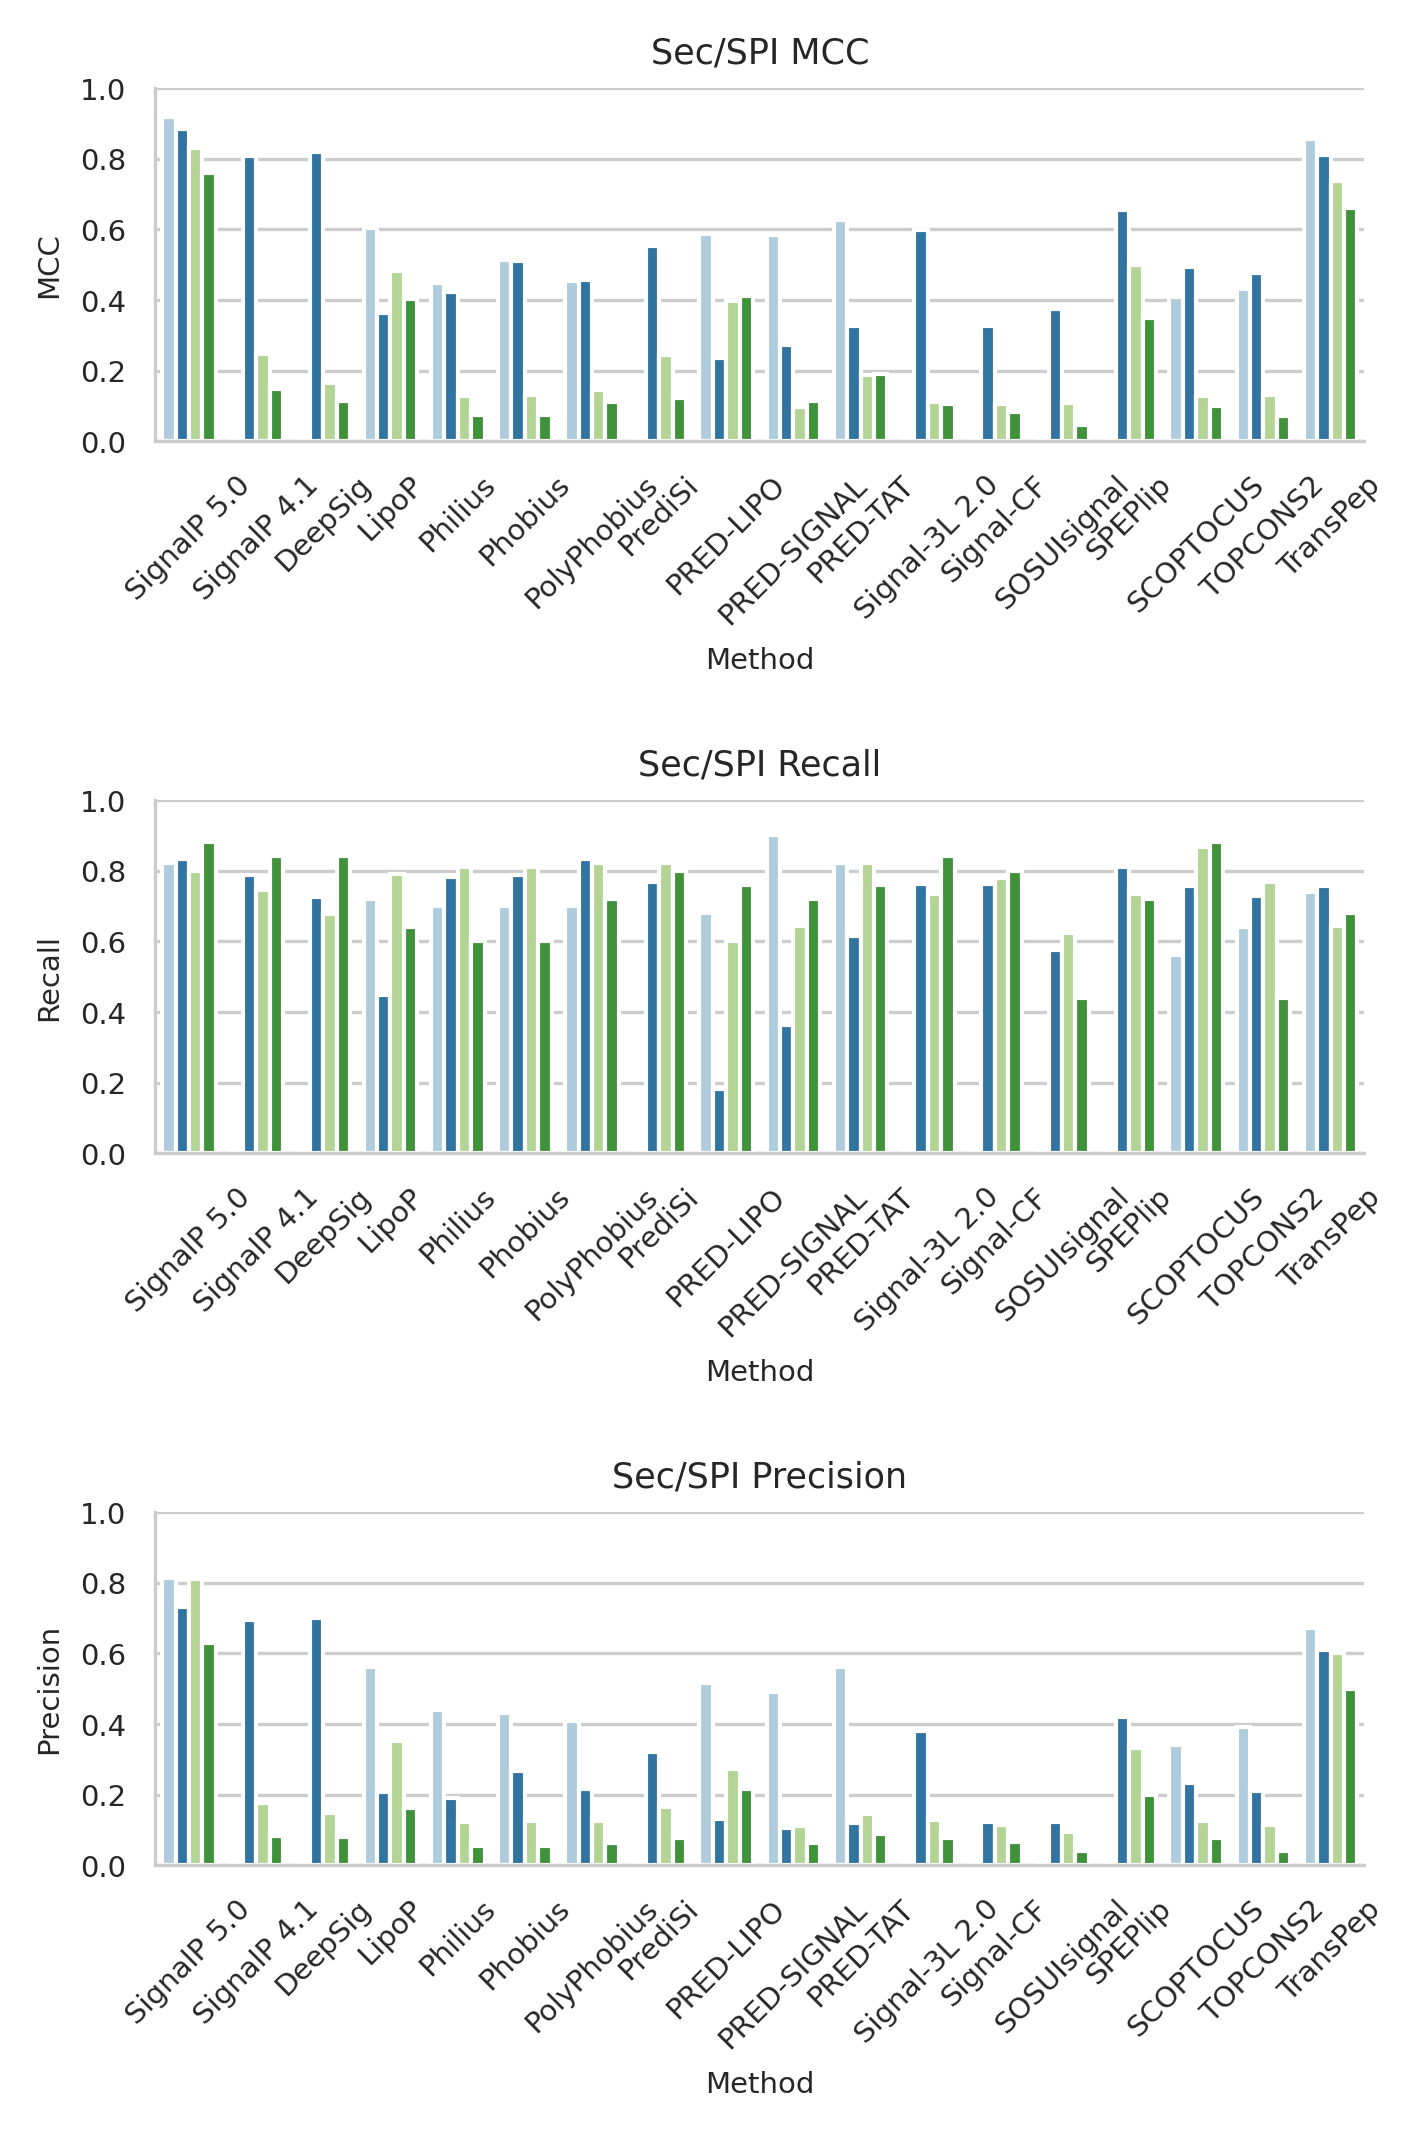 Sec/SPI MCC
1.0
0.8
0.6
0.4
0.2
0.0
MCC
SignalP 5.0
SignalP 4.1
DeepSig
LipoP
Philius
Phobius
PolyPhobius
PrediSi
PRED-LIPO
PRED-SIGNAL
PRED-TAT
Signal-3L 2.0
Signal-CF
SOSUIsignal
SPEPlip
SCOPTOCUS
TOPCONS2
TransPep
Method
Sec/SPI Recall
1.0
0.8
0.6
0.4
0.2
0.0
Recall
SignalP 5.0
SignalP 4.1
DeepSig
LipoP
Philius
Phobius
PolyPhobius
PrediSi
PRED-LIPO
PRED-SIGNAL
PRED-TAT
Signal-3L 2.0
Signal-CF
SOSUIsignal
SPEPlip
SCOPTOCUS
TOPCONS2
TransPep
Method
Sec/SPI Precision
1.0
0.8
0.6
0.4
0.2
0.0
Precision
SignalP 5.0
SignalP 4.1
DeepSig
LipoP
Philius
Phobius
PolyPhobius
PrediSi
PRED-LIPO
PRED-SIGNAL
PRED-TAT
Signal-3L 2.0
Signal-CF
SOSUIsignal
SPEPlip
SCOPTOCUS
TOPCONS2
TransPep
Method